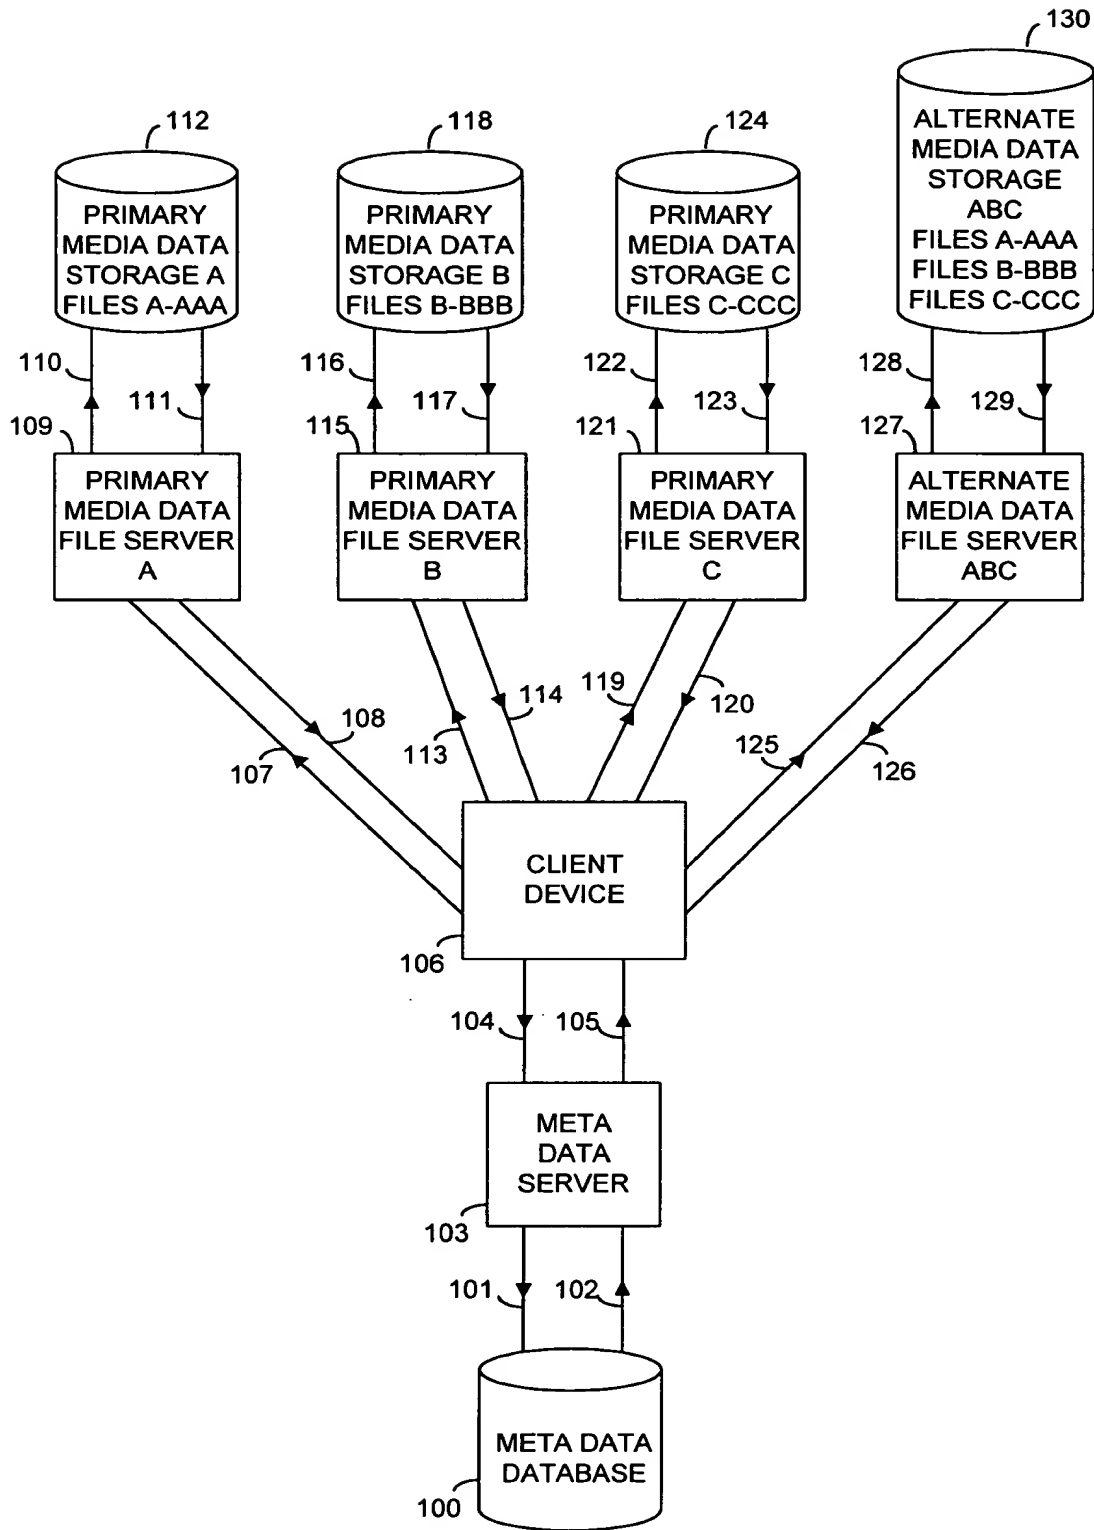 130
112
118
124
PRIMARY
MEDIA DATA
STORAGE A
FILES A-AAA
PRIMARY
MEDIA DATA
STORAGE B
FILES B-BBB
PRIMARY
MEDIA DATA
STORAGE C
FILES C-CCC
ALTERNATE
MEDIA DATA
STORAGE
ABC
FILES A-AAA
FILES B-BBB
FILES C-CCC
110
111
116
117
122
123
128
129
109
115
121
127
PRIMARY
MEDIA DATA
FILE SERVER
A
PRIMARY
MEDIA DATA
FILE SERVER
B
PRIMARY
MEDIA DATA
FILE SERVER
C
ALTERNATE
MEDIA DATA
FILE SERVER
ABC
107
108
113
114
119
120
125
126
CLIENT
DEVICE
106
104
105
META
DATA
SERVER
103
101
102
META DATA
DATABASE
100